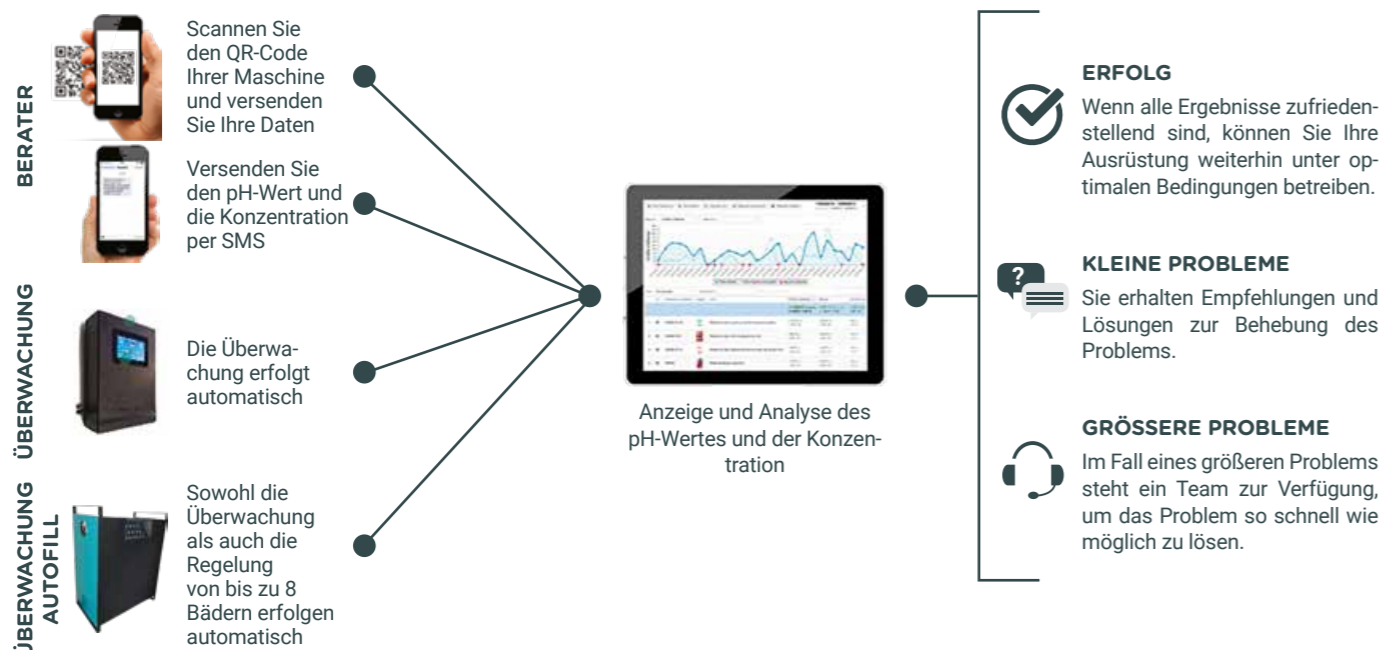 BERATER
Scannen Sie
den QR-Code
Ihrer Maschine
und versenden
Sie Ihre Daten
Versenden Sie
den pH-Wert und
die Konzentration
per SMS
ÜBERWACHUNG
Die Überwa-
chung erfolgt
automatisch
ÜBERWACHUNG
AUTOFILL
Sowohl die
Überwachung
als auch die
Regelung
von bis zu 8
Bädern erfolgen
automatisch
Anzeige und Analyse des
pH-Wertes und der Konzen-
tration
ERFOLG
Wenn alle Ergebnisse zufrieden-
stellend sind, können Sie Ihre
Ausrüstung weiterhin unter op-
timalen Bedingungen betreiben.
?
KLEINE PROBLEME
Sie erhalten Empfehlungen und
Lösungen zur Behebung des
Problems.
GRÖSSERE PROBLEME
Im Fall eines größeren Problems
steht ein Team zur Verfügung,
um das Problem so schnell wie
möglich zu lösen.